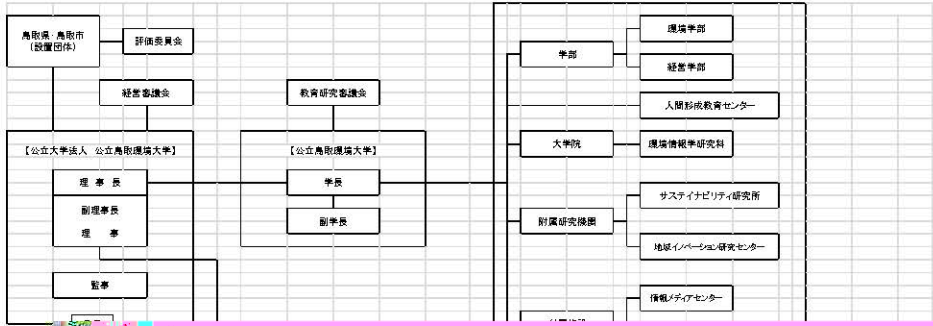 鳥取県・鳥取市
(設置団体)
評価委員会
経営審議会
教育研究審議会
【公立大学法人 公立鳥取環境大学】
理 事 長
副理事長
理 事
監事
【公立鳥取環境大学】
学長
副学長
学部
環境学部
経営学部
人間形成教育センター
大学院
環境情報学研究科
附属研究機関
サステイナビリティ研究所
地域イノベーション研究センター
情報メディアセンター